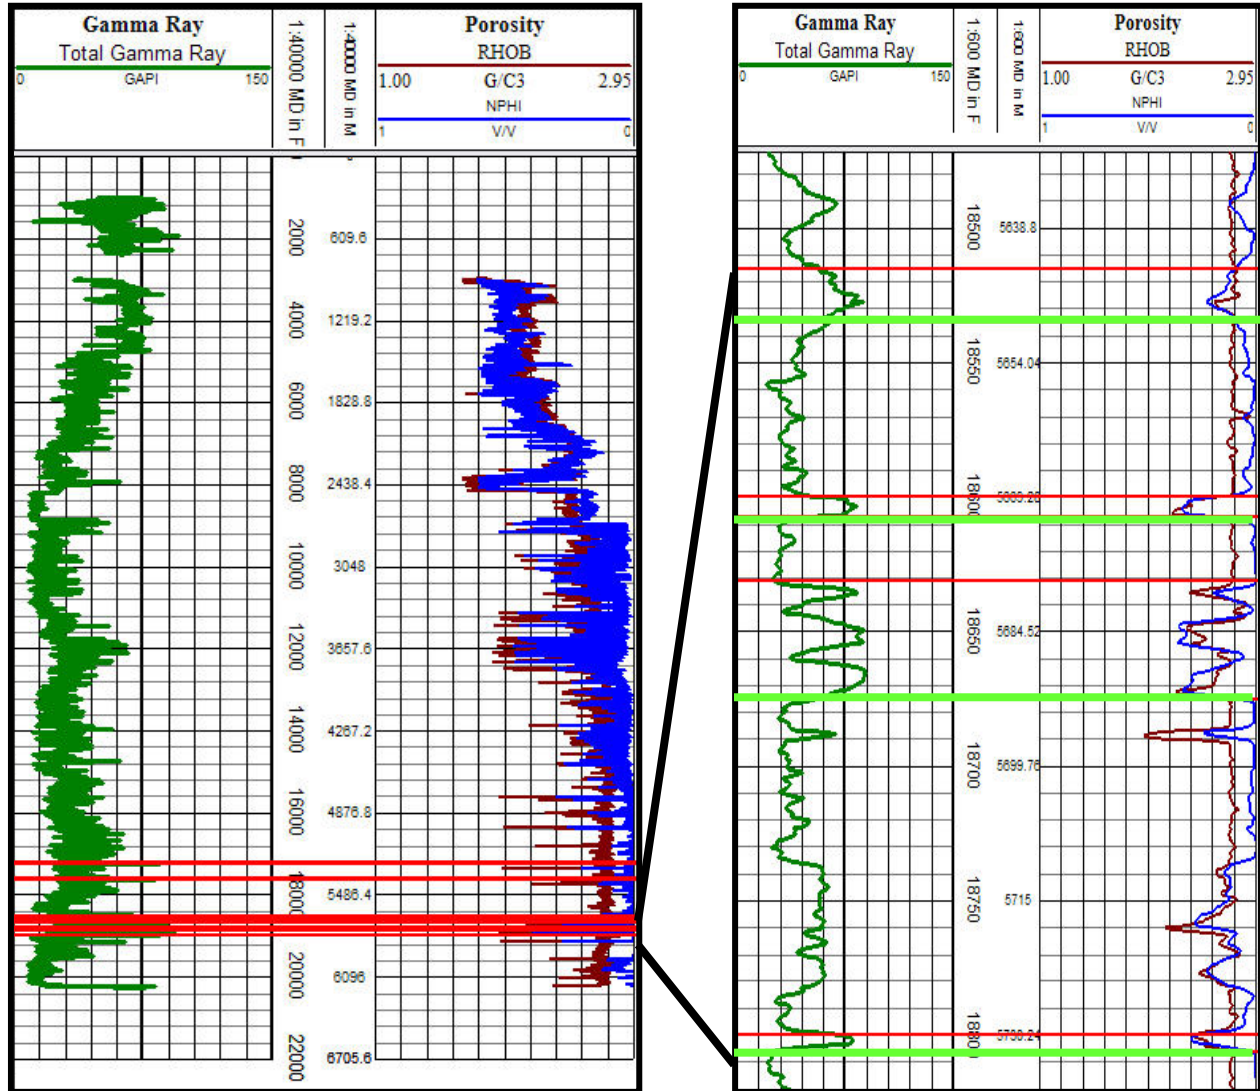 Gamma Ray
Total Gamma Ray
0 GAPI 150
1:40000 MD in F
1:40000 MD in M
Porosity
RHOB
1.00 G/C3 2.95
NPHI
1 V/V 0
2000
4000
6000
8000
10000
12000
14000
16000
18000
20000
22000
609.6
1219.2
1828.8
2438.4
3048
3657.6
4267.2
4876.8
5486.4
6096
6705.6
Gamma Ray
Total Gamma Ray
0 GAPI 150
1:600 MD in F
1:600 MD in M
Porosity
RHOB
1.00 G/C3 2.95
NPHI
1 V/V 0
18500
18550
18600
18650
18700
18750
18800
5638.8
5654.04
5684.52
5699.76
5715